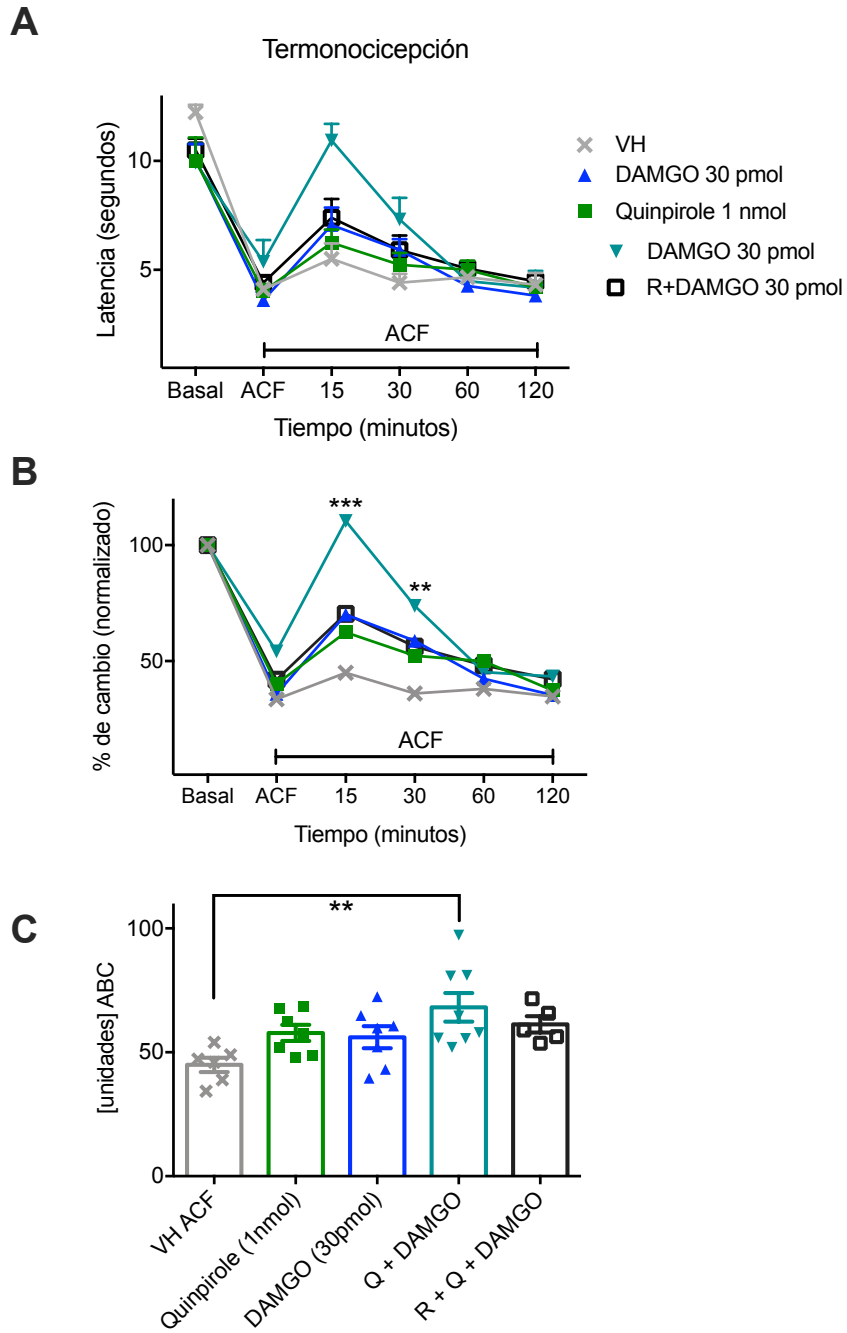 A
Termonocicepción
Latencia (segundos)
10
5
VH
DAMGO 30 pmol
Quinpirole 1 nmol
DAMGO 30 pmol
R+DAMGO 30 pmol
ACF
Basal ACF 15 30 60 120
Tiempo (minutos)
B
% de cambio (normalizado)
100
50
***
**
ACF
Basal ACF 15 30 60 120
Tiempo (minutos)
C
[unidades] ABC
100
50
0
**
VH ACF
Quinpirole (1nmol)
DAMGO (30pmol)
Q + DAMGO
R + Q + DAMGO